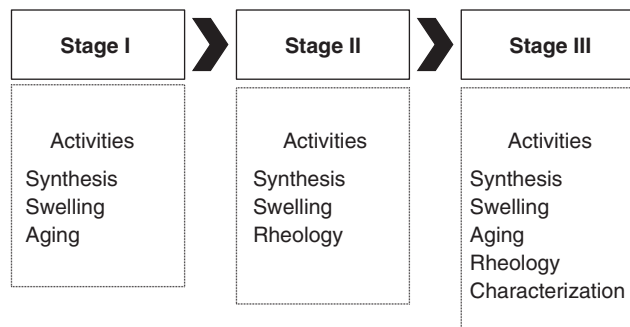 Stage I
Stage II
Stage III
Activities
Synthesis
Swelling
Aging
Activities
Synthesis
Swelling
Rheology
Activities
Synthesis
Swelling
Aging
Rheology
Characterization